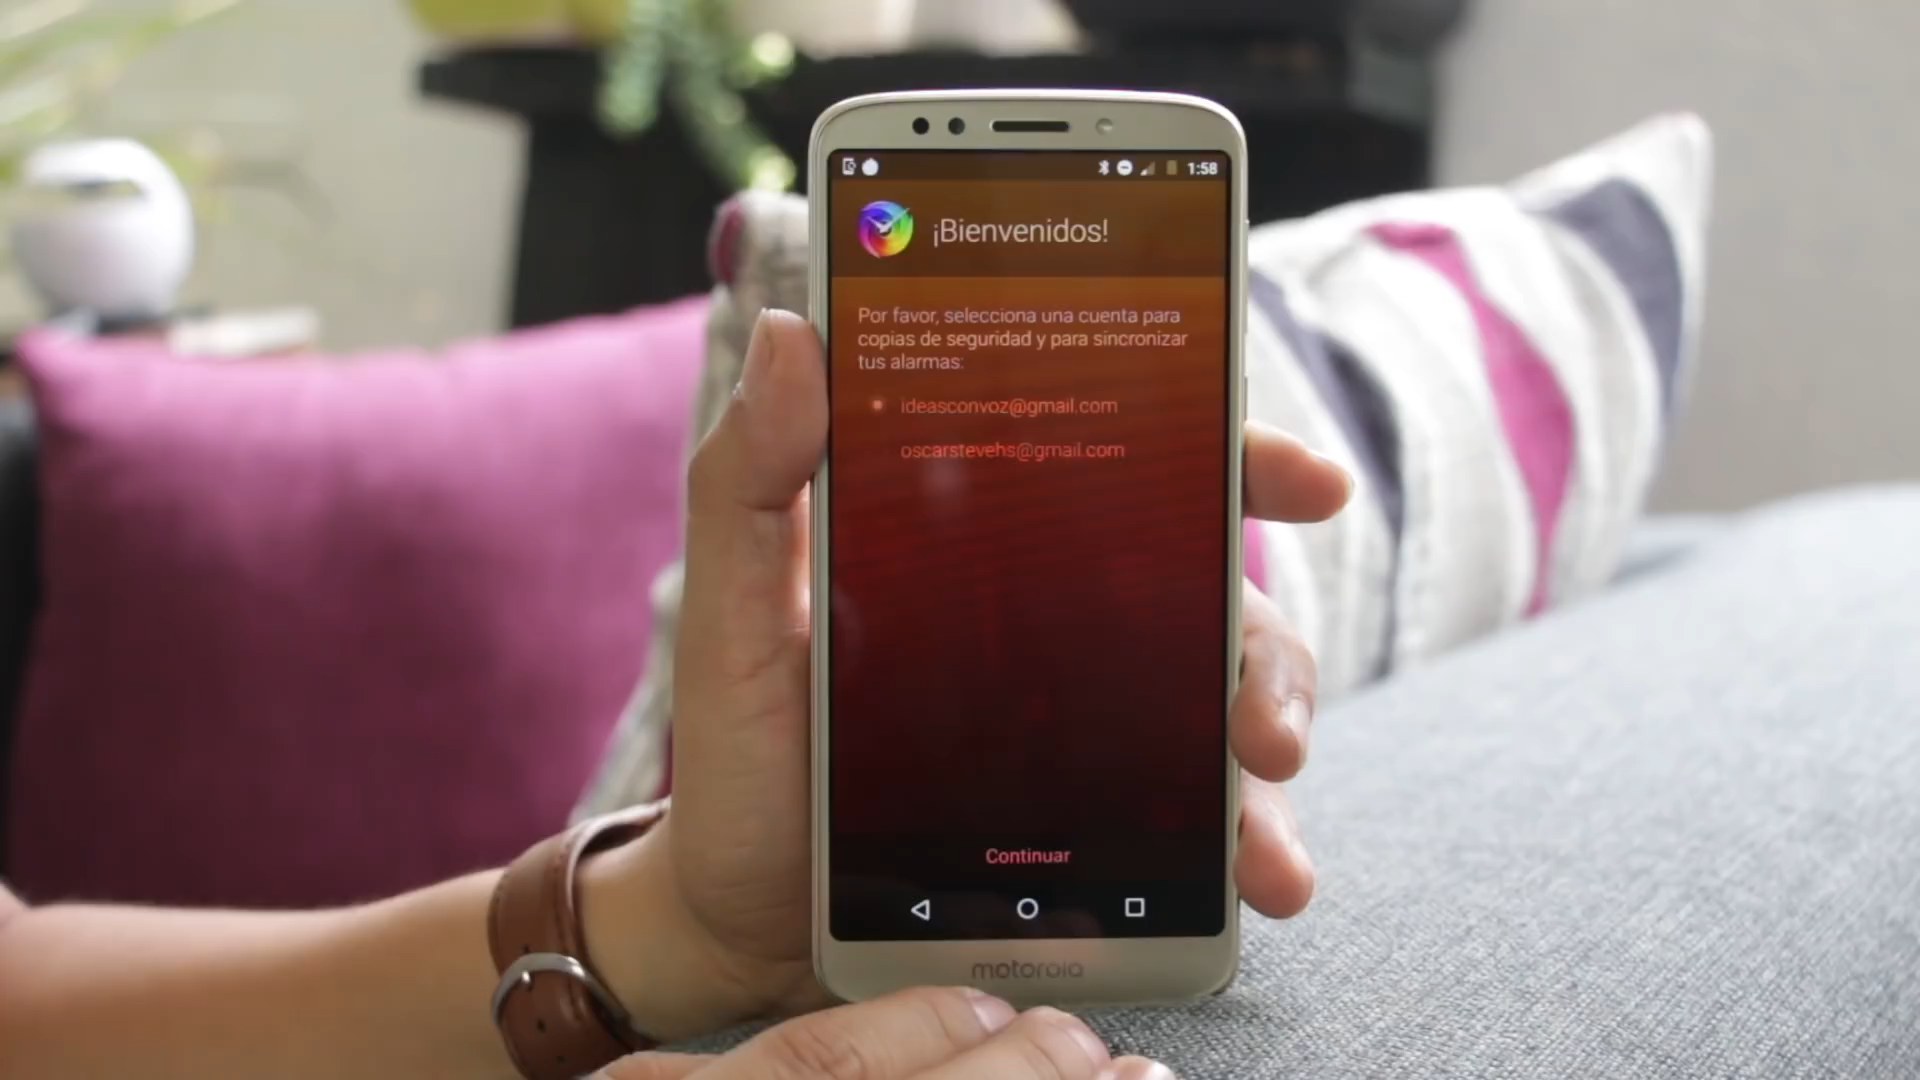 1:58
¡Bienvenidos!
Por favor, selecciona una cuenta para
copias de seguridad y para sincronizar
tus alarmas:
ideasconvoz@gmail.com
oscarstevehs@gmail.com
Continuar
motorola